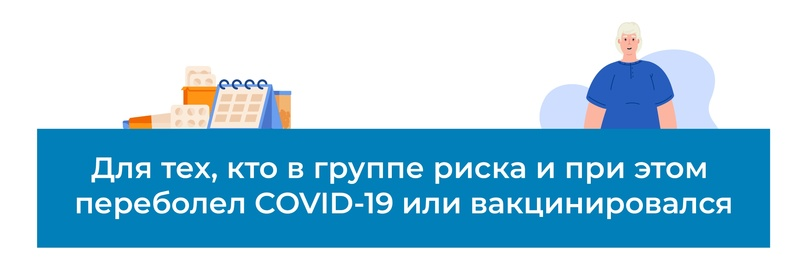 Для тех, кто в группе риска и при этом
переболел COVID-19 или вакцинировался